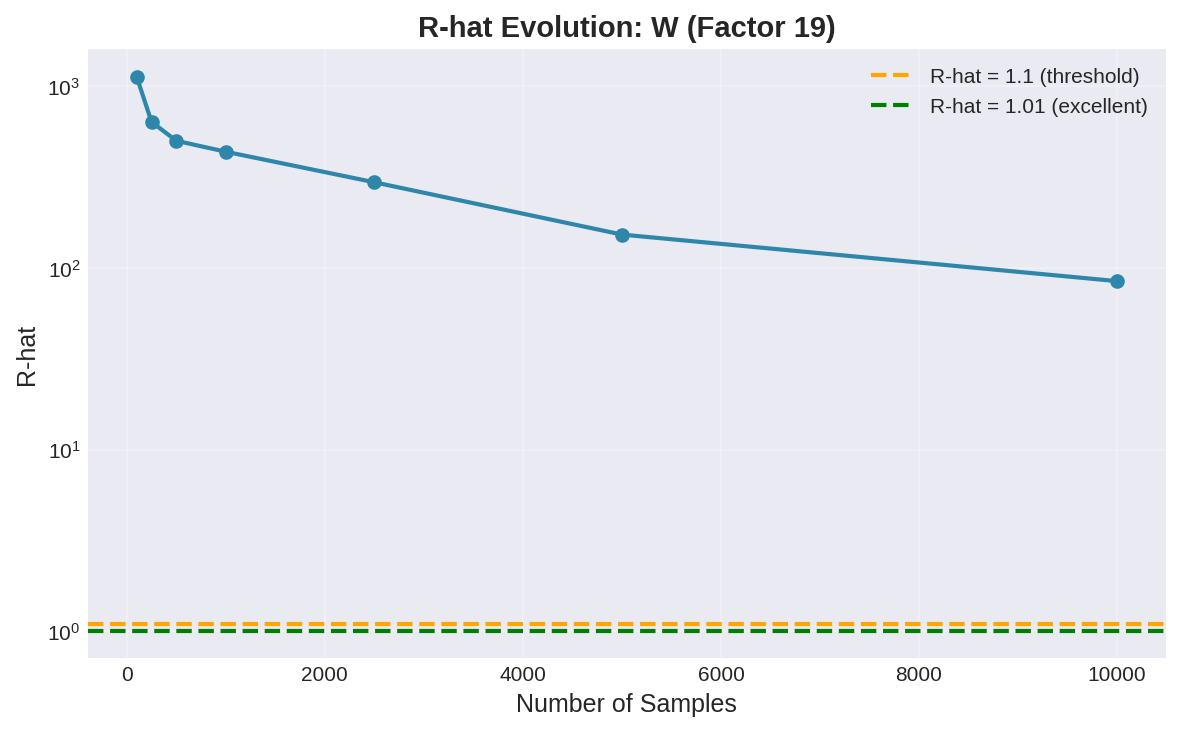 R-hat Evolution: W (Factor 19)
R-hat = 1.1 (threshold)
R-hat = 1.01 (excellent)
10³
10²
10¹
10⁰
R-hat
0 2000 4000 6000 8000 10000
Number of Samples